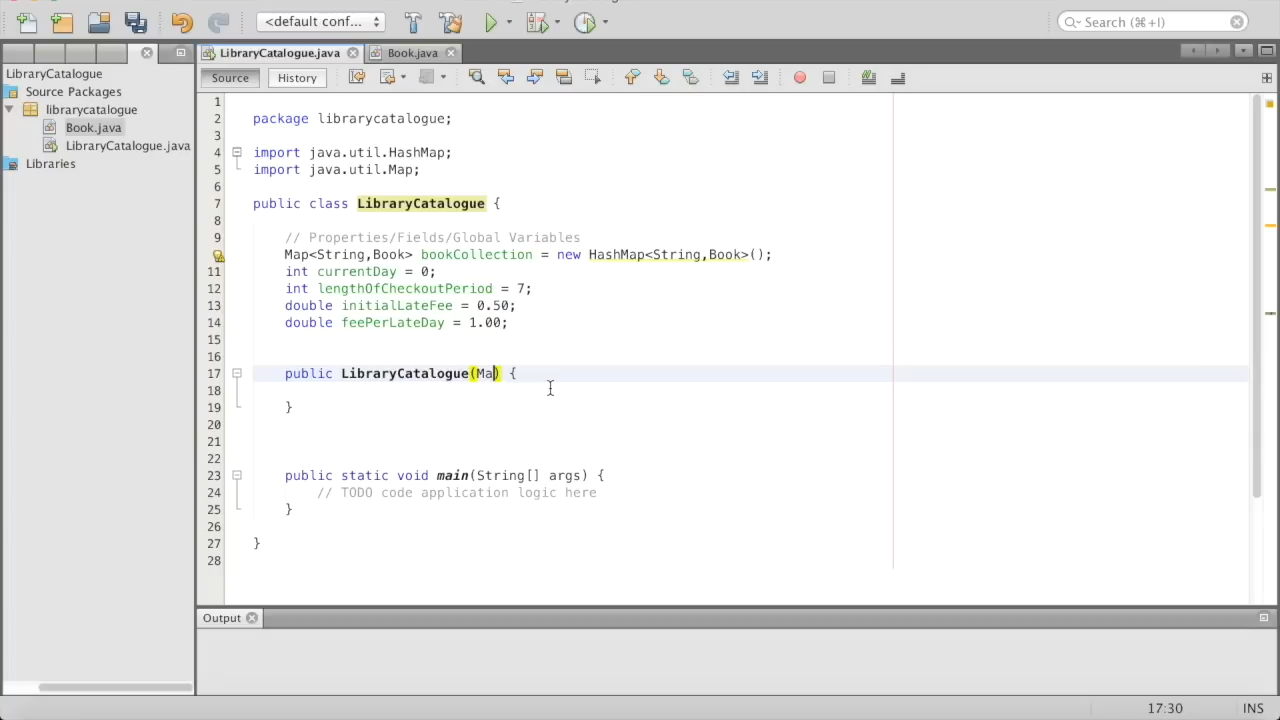 <default conf...
Search (⌘+I)
LibraryCatalogue.java
Book.java
LibraryCatalogue
Source
History
Source Packages
librarycatalogue
Book.java
LibraryCatalogue.java
Libraries
1
2 package librarycatalogue;
3
4 import java.util.HashMap;
5 import java.util.Map;
6
7 public class LibraryCatalogue {
8
9 // Properties/Fields/Global Variables
Map<String,Book> bookCollection = new HashMap<String,Book>();
11 int currentDay = 0;
12 int lengthOfCheckoutPeriod = 7;
13 double initialLateFee = 0.50;
14 double feePerLateDay = 1.00;
15
16
17 public LibraryCatalogue(Ma) {
18
19 }
20
21
22
23 public static void main(String[] args) {
24 // TODO code application logic here
25 }
26
27 }
28
Output
17:30 INS